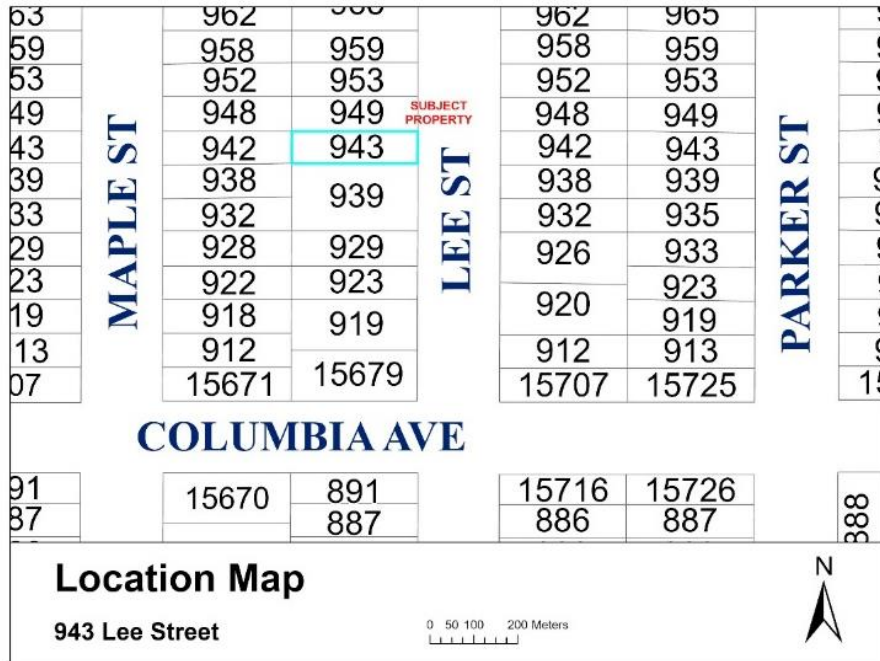 63 962 962 965
59 958 959 958 959
53 952 953 952 953
49 948 949 948 949
SUBJECT
PROPERTY
43 942 943 942 943
39 938 939 938 939
33 932 932 935
29 928 929 926 933
23 922 923 920 923
19 918 919 919
13 912 912 913
07 15671 15679 15707 15725
MAPLE ST
LEE ST
PARKER ST
COLUMBIA AVE
91 15670 891 15716 15726
87 887 886 887
888
Location Map
943 Lee Street
0 50 100 200 Meters
N